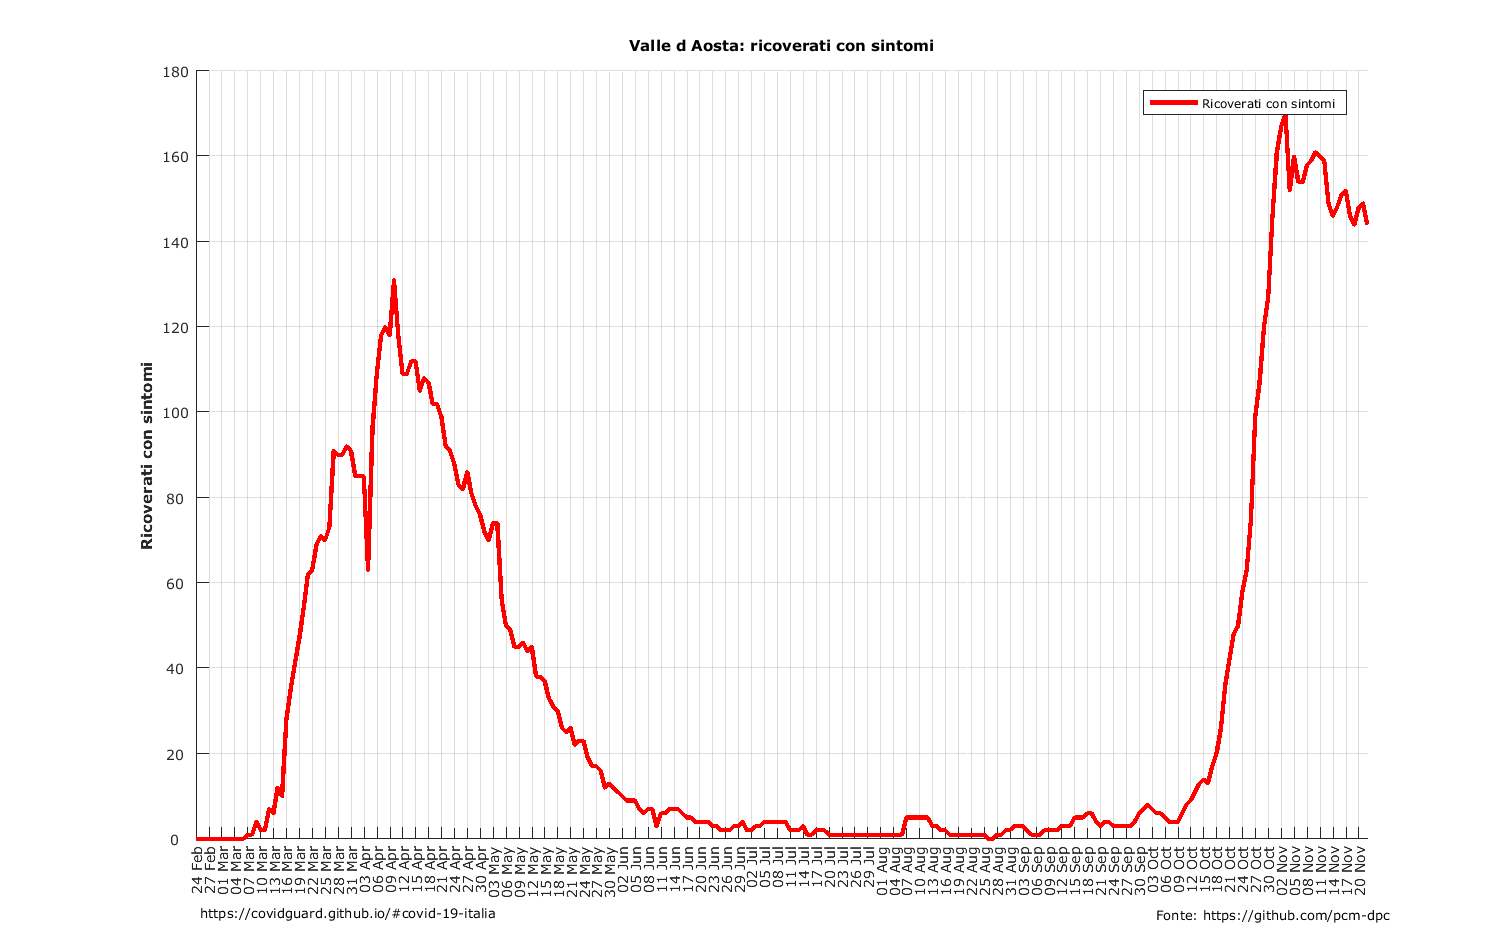 Valle d Aosta: ricoverati con sintomi
Ricoverati con sintomi
Ricoverati con sintomi
180
160
140
120
100
80
60
40
20
0
24 Feb
27 Feb
01 Mar
04 Mar
07 Mar
10 Mar
13 Mar
16 Mar
19 Mar
22 Mar
25 Mar
28 Mar
31 Mar
03 Apr
06 Apr
09 Apr
12 Apr
15 Apr
18 Apr
21 Apr
24 Apr
27 Apr
30 Apr
03 May
06 May
09 May
12 May
15 May
18 May
21 May
24 May
27 May
30 May
02 Jun
05 Jun
08 Jun
11 Jun
14 Jun
17 Jun
20 Jun
23 Jun
26 Jun
29 Jun
02 Jul
05 Jul
08 Jul
11 Jul
14 Jul
17 Jul
20 Jul
23 Jul
26 Jul
29 Jul
01 Aug
04 Aug
07 Aug
10 Aug
13 Aug
16 Aug
19 Aug
22 Aug
25 Aug
28 Aug
31 Aug
03 Sep
06 Sep
09 Sep
12 Sep
15 Sep
18 Sep
21 Sep
24 Sep
27 Sep
30 Sep
03 Oct
06 Oct
09 Oct
12 Oct
15 Oct
18 Oct
21 Oct
24 Oct
27 Oct
30 Oct
02 Nov
05 Nov
08 Nov
11 Nov
14 Nov
17 Nov
20 Nov
https://covidguard.github.io/#covid-19-italia
Fonte: https://github.com/pcm-dpc